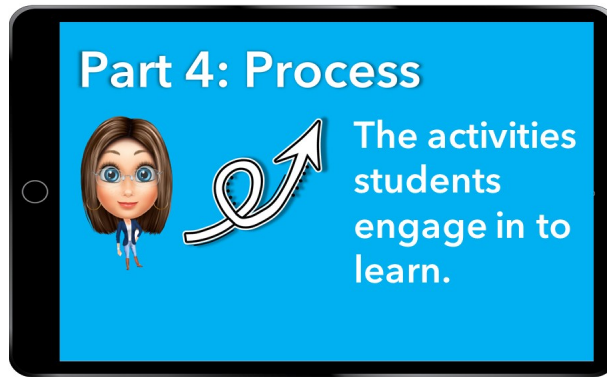 Part 4: Process
The activities
students
engage in to
learn.